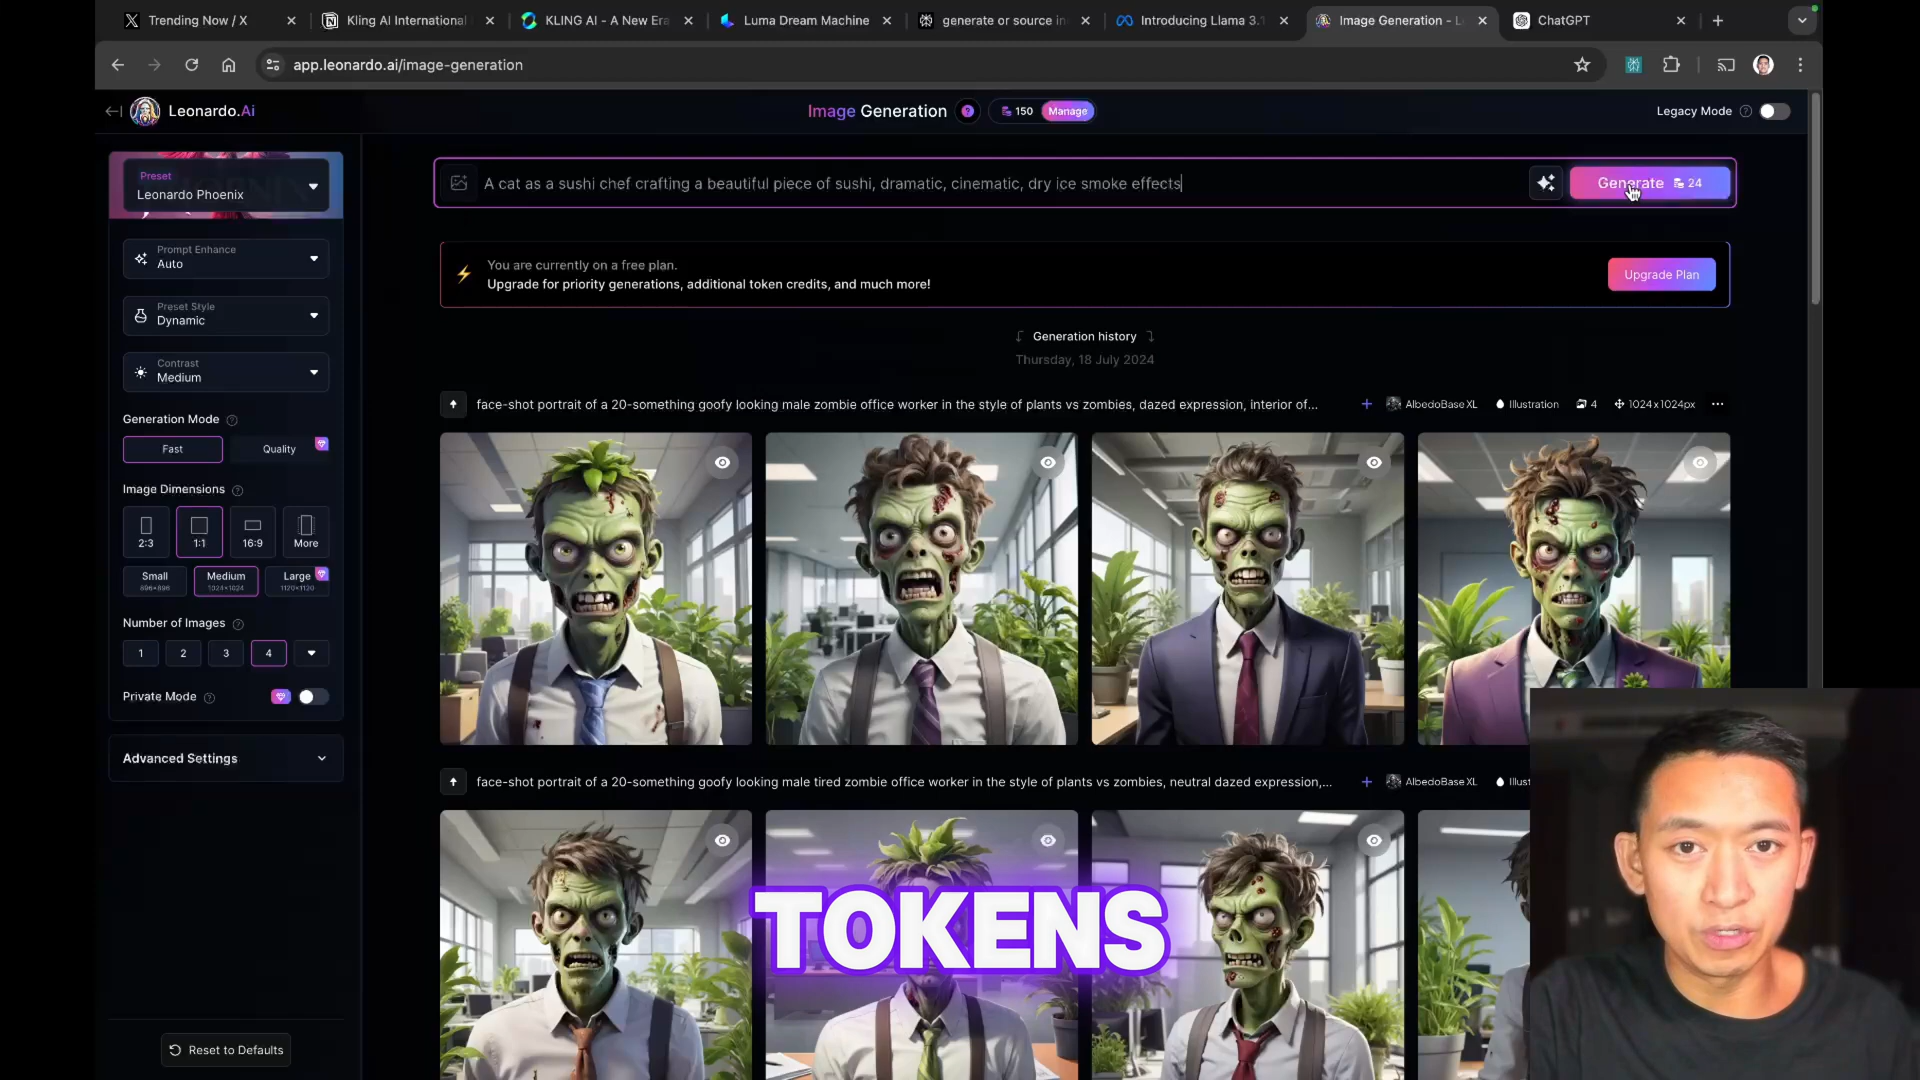 Trending Now / X
Kling AI International
KLING AI - A New Era
Luma Dream Machine
generate or source in
Introducing Llama 3.1
Image Generation - L
ChatGPT
app.leonardo.ai/image-generation
Leonardo.Ai
Image Generation
150
Manage
Legacy Mode
Preset
Leonardo Phoenix
A cat as a sushi chef crafting a beautiful piece of sushi, dramatic, cinematic, dry ice smoke effects
Generate 24
Prompt Enhance
Auto
You are currently on a free plan.
Upgrade for priority generations, additional token credits, and much more!
Upgrade Plan
Preset Style
Dynamic
Generation history
Thursday, 18 July 2024
Contrast
Medium
face-shot portrait of a 20-something goofy looking male zombie office worker in the style of plants vs zombies, dazed expression, interior of...
AlbedoBase XL
Illustration
4
1024x1024px
Generation Mode
Fast
Quality
Image Dimensions
2:3
1:1
16:9
More
Small
896x896
Medium
1024x1024
Large
1120x1120
Number of Images
1
2
3
4
Private Mode
Advanced Settings
face-shot portrait of a 20-something goofy looking male tired zombie office worker in the style of plants vs zombies, neutral dazed expression,...
AlbedoBase XL
Illust
TOKENS
Reset to Defaults